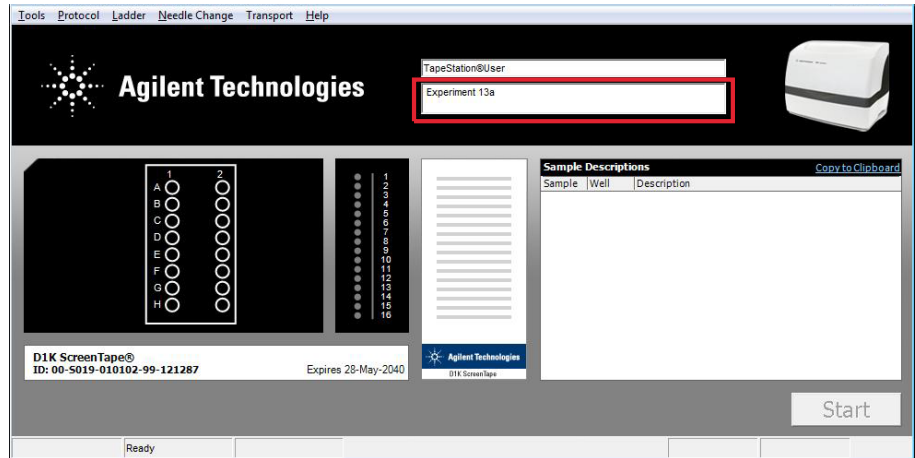 Tools Protocol Ladder Needle Change Transport Help
Agilent Technologies
TapeStation®User
Experiment 13a
1 2
A
B
C
D
E
F
G
H
1
2
3
4
5
6
7
8
9
10
11
12
13
14
15
16
Agilent Technologies
D1K ScreenTape
Sample Descriptions Copy to Clipboard
Sample Well Description
D1K ScreenTape®
ID: 00-S019-010102-99-121287 Expires 28-May-2040
Start
Ready